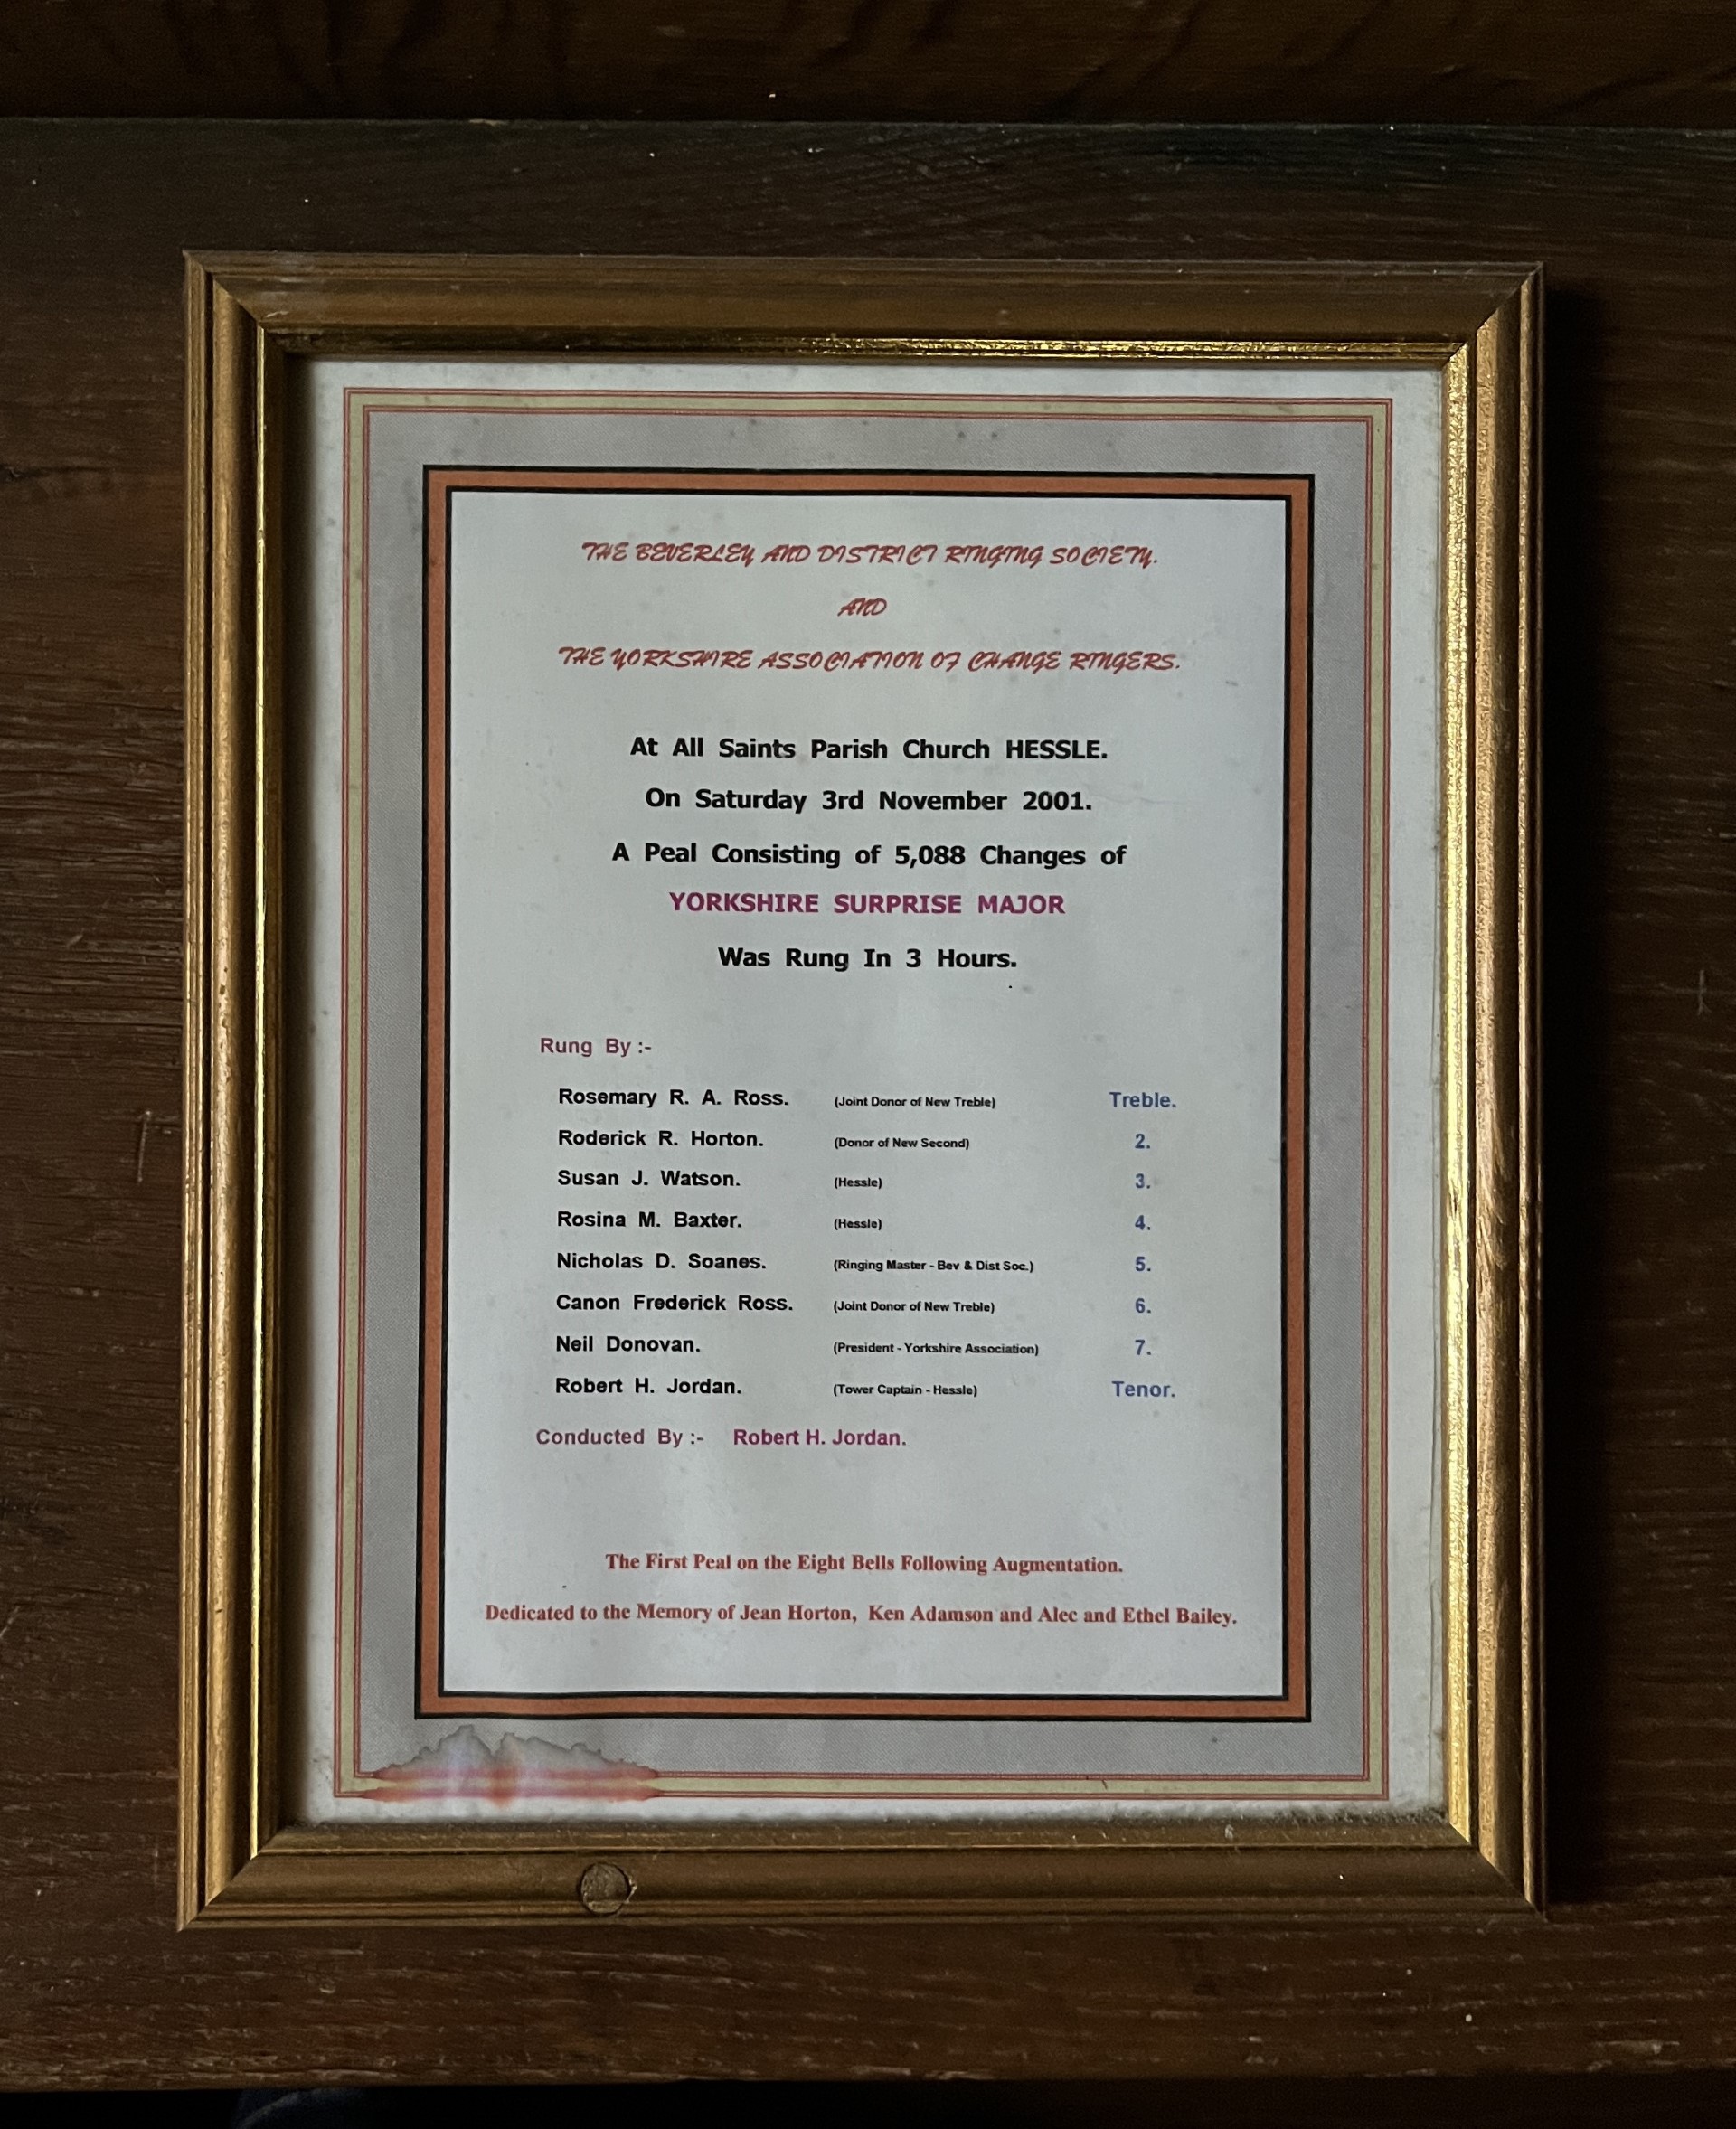 THE BEVERLEY AND DISTRICT RINGING SOCIETY.
AND
THE YORKSHIRE ASSOCIATION OF CHANGE RINGERS.
At All Saints Parish Church HESSLE.
On Saturday 3rd November 2001.
A Peal Consisting of 5,088 Changes of
YORKSHIRE SURPRISE MAJOR
Was Rung In 3 Hours.
Rung By :-
Rosemary R. A. Ross. (Joint Donor of New Treble) Treble.
Roderick R. Horton. (Donor of New Second) 2.
Susan J. Watson. (Hessle) 3.
Rosina M. Baxter. (Hessle) 4.
Nicholas D. Soanes. (Ringing Master - Bev & Dist Soc.) 5.
Canon Frederick Ross. (Joint Donor of New Treble) 6.
Neil Donovan. (President - Yorkshire Association) 7.
Robert H. Jordan. (Tower Captain - Hessle) Tenor.
Conducted By :- Robert H. Jordan.
The First Peal on the Eight Bells Following Augmentation.
Dedicated to the Memory of Jean Horton, Ken Adamson and Alec and Ethel Bailey.